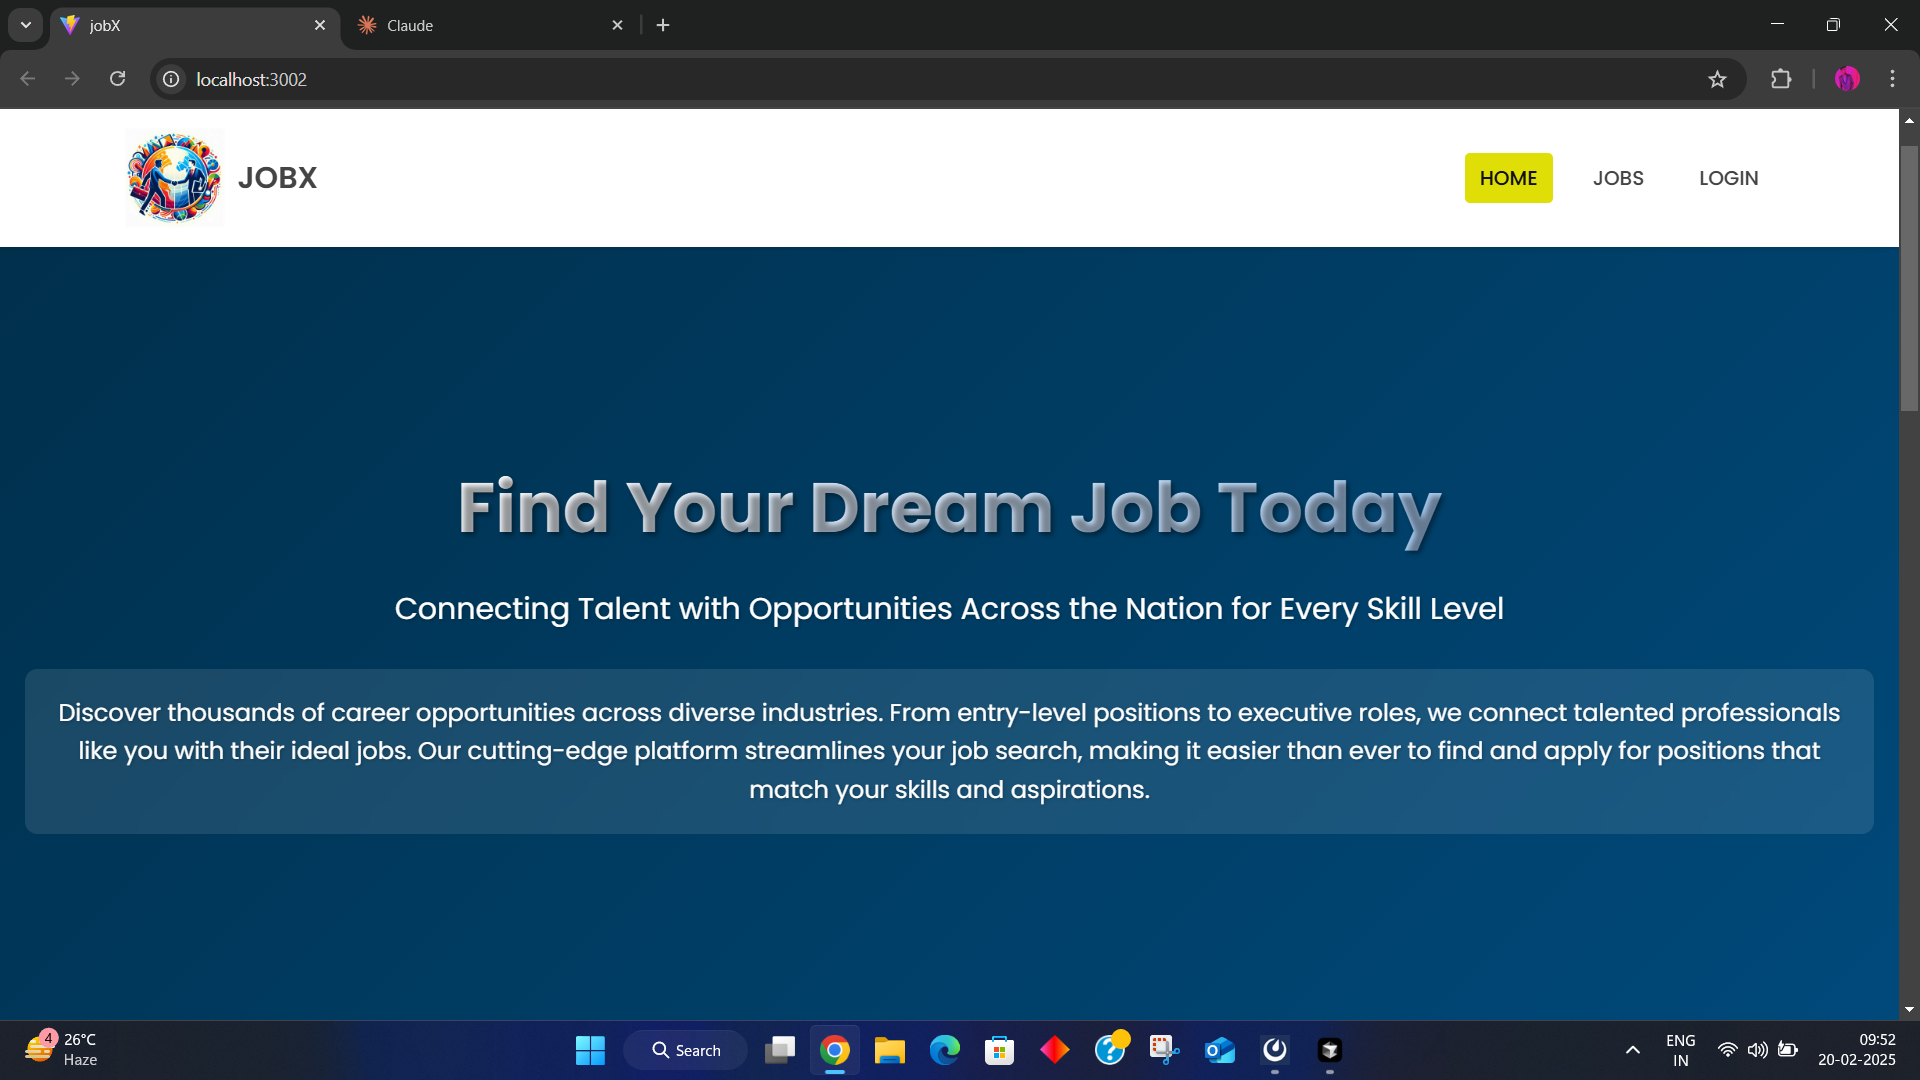 jobX
Claude
localhost:3002
JOBX
HOME
JOBS
LOGIN
Find Your Dream Job Today
Connecting Talent with Opportunities Across the Nation for Every Skill Level
Discover thousands of career opportunities across diverse industries. From entry-level positions to executive roles, we connect talented professionals
like you with their ideal jobs. Our cutting-edge platform streamlines your job search, making it easier than ever to find and apply for positions that
match your skills and aspirations.
4
26°C
Haze
Search
ENG
IN
09:52
20-02-2025